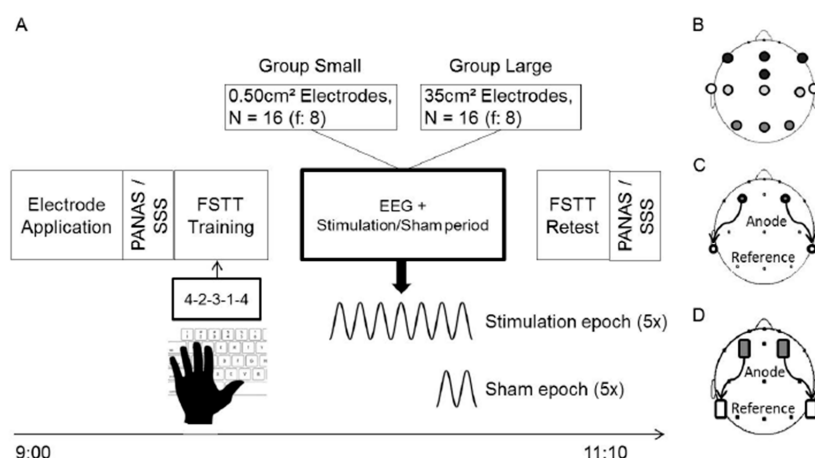 A
Group Small
0.50cm² Electrodes,
N = 16 (f: 8)
Group Large
35cm² Electrodes,
N = 16 (f: 8)
Electrode
Application
PANAS /
SSS
FSTT
Training
EEG +
Stimulation/Sham period
FSTT
Retest
PANAS /
SSS
4-2-3-1-4
Stimulation epoch (5x)
Sham epoch (5x)
9:00
11:10
B
C
Anode
Reference
D
Anode
Reference